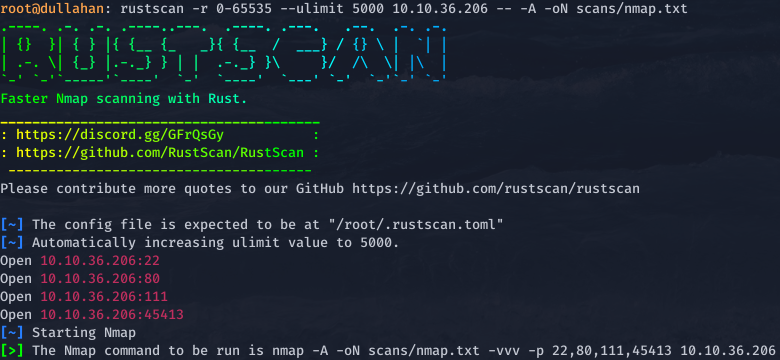 root@dullahan: rustscan -r 0-65535 --ulimit 5000 10.10.36.206 -- -A -oN scans/nmap.txt
.----. .-. .-. .----..---.  .----. .---.   .--.  .-. .-.
| {}  }| { } |{ {__ {_   _}{ {__  /  ___} / {} \ |  `| |
| .-. \| {_} |.-._} } | |  .-._} }\     }/  /\  \| |\  |
`-' `-'`-----'`----'  `-'  `----'  `---' `-'  `-'`-' `-'
Faster Nmap scanning with Rust.
________________________________________
: https://discord.gg/GFrQsGy           :
: https://github.com/RustScan/RustScan :
 --------------------------------------
Please contribute more quotes to our GitHub https://github.com/rustscan/rustscan
[~] The config file is expected to be at "/root/.rustscan.toml"
[~] Automatically increasing ulimit value to 5000.
Open 10.10.36.206:22
Open 10.10.36.206:80
Open 10.10.36.206:111
Open 10.10.36.206:45413
[~] Starting Nmap
[>] The Nmap command to be run is nmap -A -oN scans/nmap.txt -vvv -p 22,80,111,45413 10.10.36.206